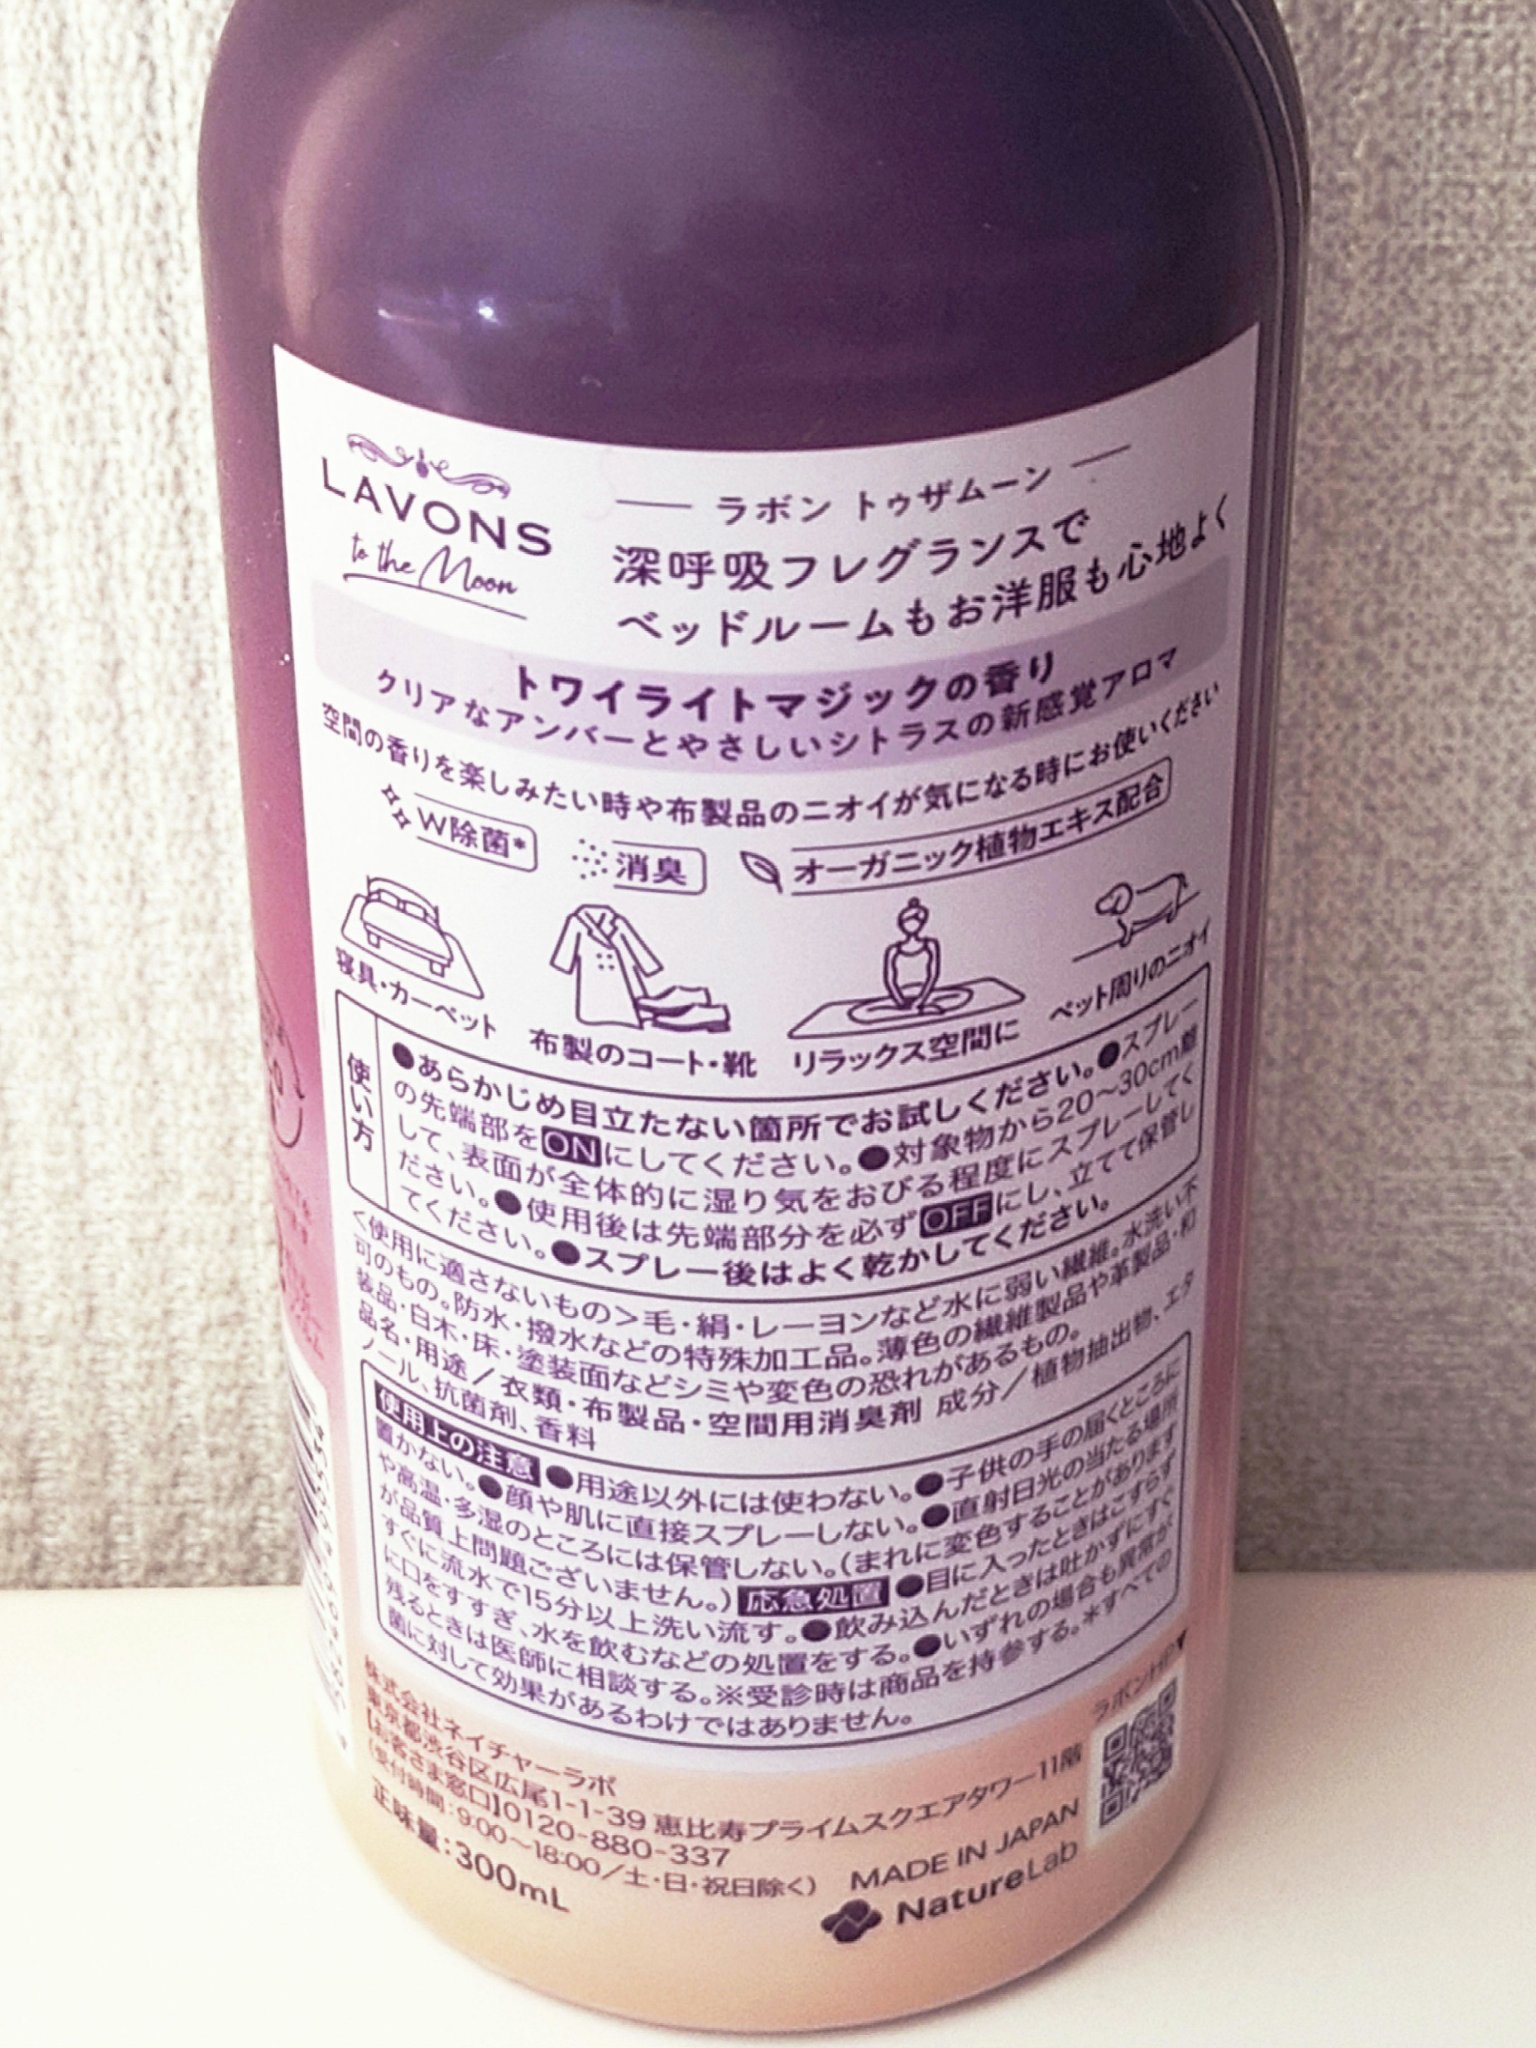 LAVONS
to the Moon
ラボン トゥザムーン
深呼吸フレグランスで
ベッドルームもお洋服も心地よく
トワイライトマジックの香り
クリアなアンバーとやさしいシトラスの新感覚アロマ
空間の香りを楽しみたい時や布製品のニオイが気になる時にお使いください
W除菌*
消臭
オーガニック植物エキス配合
寝具・カーペット
布製のコート・靴
リラックス空間に
ペット周りのニオイ
使い方
●あらかじめ目立たない箇所でお試しください。●スプレー
の先端部をONにしてください。●対象物から20~30cm離
して、表面が全体的に湿り気をおびる程度にスプレーしてく
ださい。●使用後は先端部分を必ずOFFにし、立てて保管し
てください。●スプレー後はよく乾かしてください。
<使用に適さないもの>毛・絹・レーヨンなど水に弱い繊維。水洗い不
可のもの。防水・撥水などの特殊加工品。薄色の繊維製品や革製品・和
装品・白木・床・塗装面などシミや変色の恐れがあるもの。
品名・用途/衣類・布製品・空間用消臭剤 成分/植物抽出物、エタ
ノール、抗菌剤、香料
使用上の注意 ●用途以外には使わない。●子供の手の届くところに
置かない。●顔や肌に直接スプレーしない。●直射日光の当たる場所
や高温・多湿のところには保管しない。(まれに変色することがあります
が品質上問題ございません。) 応急処置 ●目に入ったときはこすらず
すぐに流水で15分以上洗い流す。●飲み込んだときは吐かずにすぐ
に口をすすぎ、水を飲むなどの処置をする。●いずれの場合も異常が
残るときは医師に相談する。※受診時は商品を持参する。*すべての
菌に対して効果があるわけではありません。
株式会社ネイチャーラボ
東京都渋谷区広尾1-1-39 恵比寿プライムスクエアタワー11階
【お客さま窓口】0120-880-337
(受付時間:9:00~18:00/土・日・祝日除く)
正味量:300mL
ラボンHP▼
MADE IN JAPAN
NatureLab